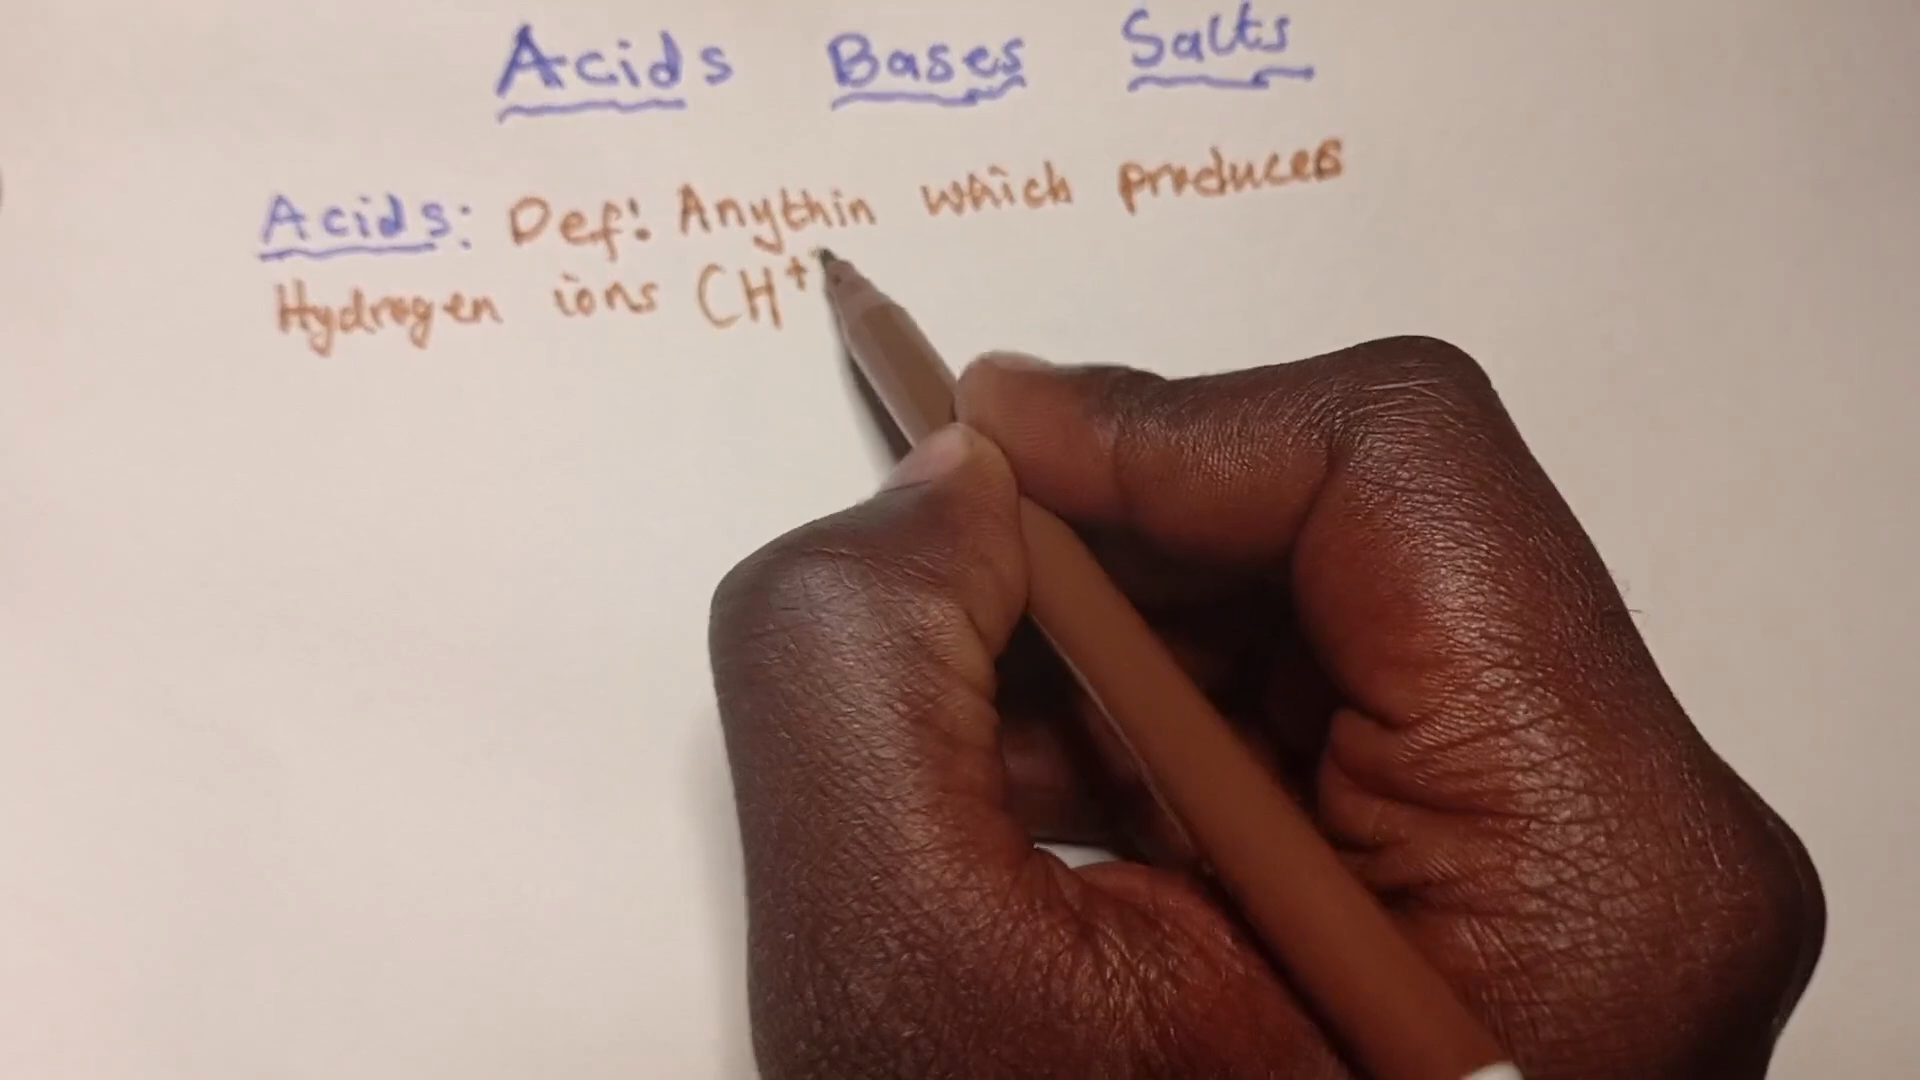 Acids Bases Salts
Acids: Def: Anythin which produces
Hydrogen ions (H+